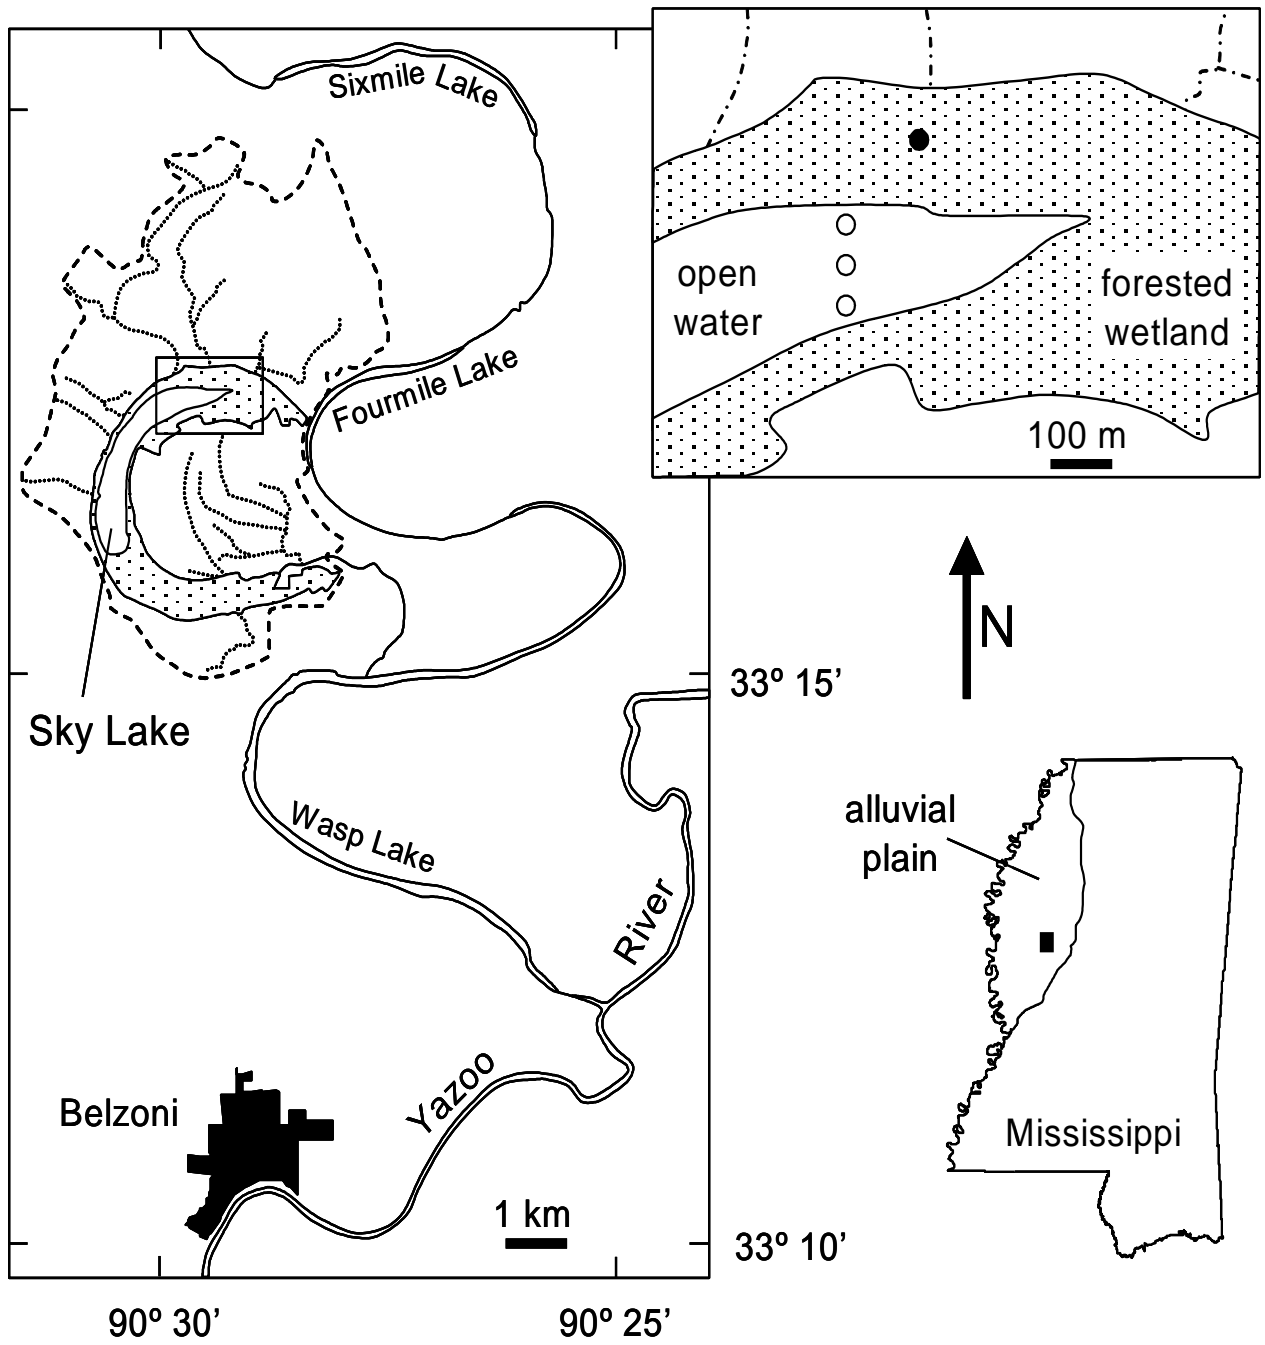 Sixmile Lake
open
water
forested
wetland
100 m
Fourmile Lake
N
33º 15’
Sky Lake
Wasp Lake
alluvial
plain
River
Yazoo
Belzoni
Mississippi
1 km
33º 10’
90º 30’
90º 25’